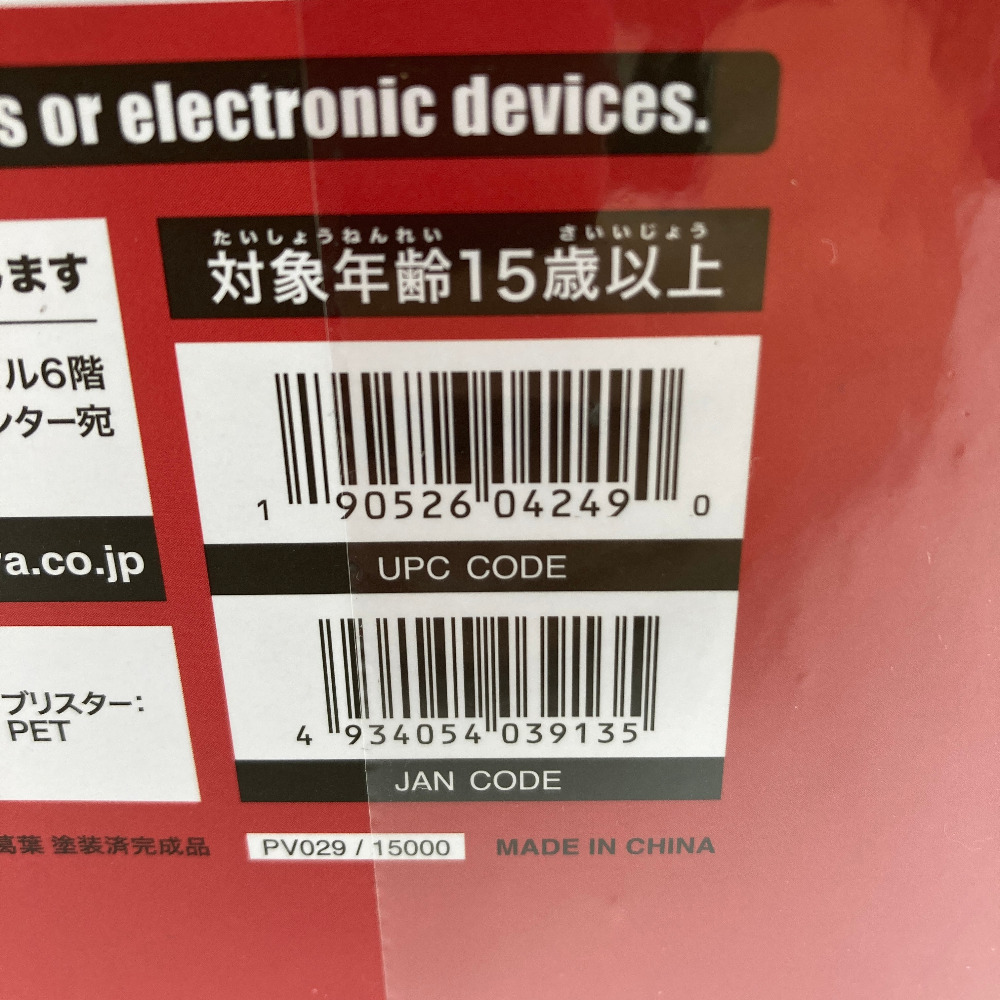 s or electronic devices.
たいしょうねんれい さいいじょう
対象年齢15歳以上
します
ル6階
ンター宛
a.co.jp
1 90526 04249 0
UPC CODE
4 934054 039135
JAN CODE
ブリスター:
PET
葛葉 塗装済完成品
PV029 / 15000
MADE IN CHINA